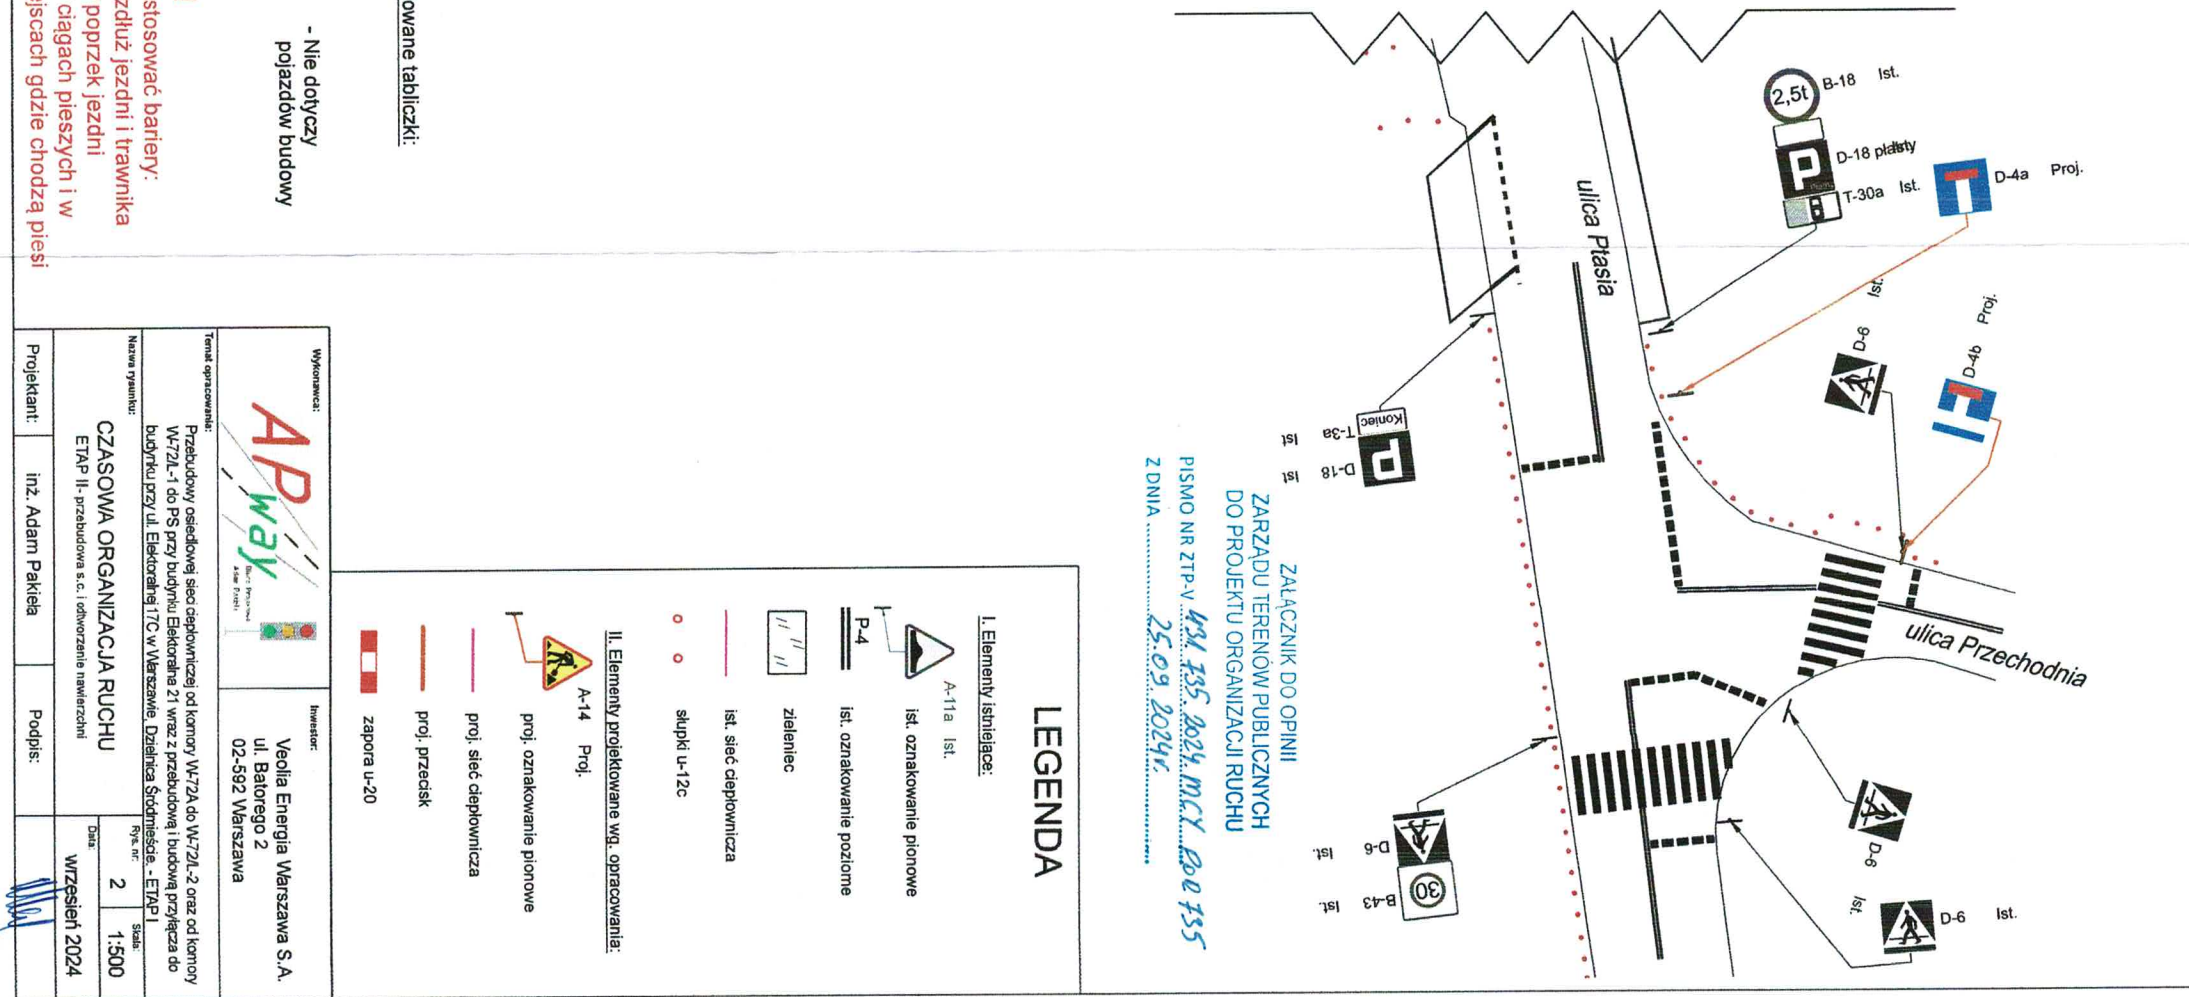 stosować bariery:
zdłuż jezdni i trawnika
poprzek jezdni
ciągach pieszych i w
jscach gdzie chodzą piesi
owane tabliczki:
- Nie dotyczy
pojazdów budowy
ulica Ptasia
ulica Przechodnia
2,5t
B-18 Ist.
P
D-18
T-30a Ist.
D-4a Proj.
D-6 Ist.
D-4b Proj.
Koniec
T-3a Ist
D-18 Ist
D-6 Ist.
30
B-43 Ist.
D-6
Ist.
D-6 Ist.
ZAŁĄCZNIK DO OPINII
ZARZĄDU TERENÓW PUBLICZNYCH
DO PROJEKTU ORGANIZACJI RUCHU
PISMO NR ZTP-V 431.735.2024.MCY
Z DNIA 25.09.2024r.
LEGENDA
I. Elementy istniejące:
A-11a Ist.
ist. oznakowanie pionowe
P-4
ist. oznakowanie poziome
zieleniec
ist. sieć ciepłownicza
słupki u-12c
II. Elementy projektowane wg. opracowania:
A-14 Proj.
proj. oznakowanie pionowe
proj. sieć ciepłownicza
proj. przecisk
zapora u-20
Wykonawca:
AP
way
Inwestor:
Veolia Energia Warszawa S.A.
ul. Batorego 2
02-592 Warszawa
Temat opracowania:
Przebudowy osiedlowej sieci ciepłowniczej od komory W-72A do W-72/L-2 oraz od komory
W-72/L-1 do PS przy budynku Elektoralna 21 wraz z przebudową i budową przyłącza do
budynku przy ul. Elektoralnej 17C w Warszawie, Dzielnica Śródmieście. - ETAP I
Nazwa rysunku:
CZASOWA ORGANIZACJA RUCHU
ETAP II- przebudowa s.c. i odtworzenie nawierzchni
Rys. nr:
2
Skala:
1:500
Data:
wrzesień 2024
Projektant:
inż. Adam Pakieła
Podpis: